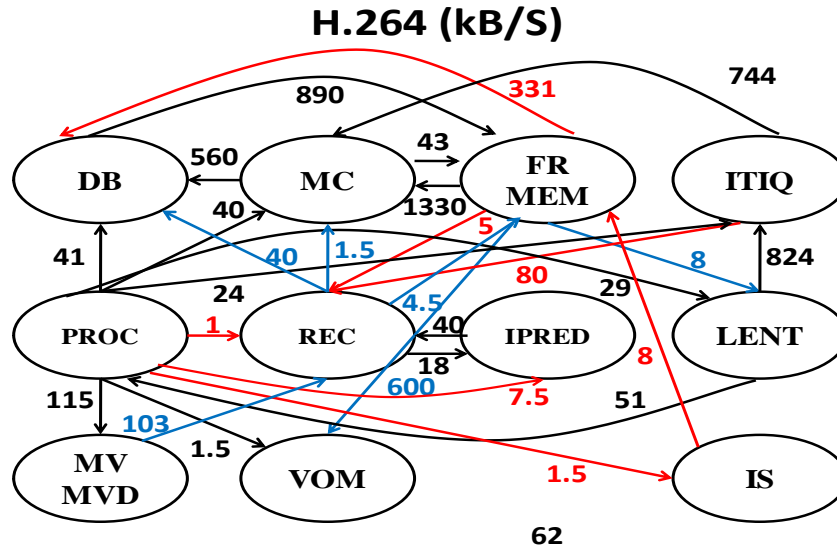 H.264 (kB/S)
744
331
890
43
560
DB
MC
FR
MEM
ITIQ
1330
40
5
41
40
1.5
8
824
80
24
29
4.5
PROC
1
REC
40
IPRED
LENT
18
8
600
7.5
51
115
103
1.5
MV
MVD
VOM
1.5
IS
62